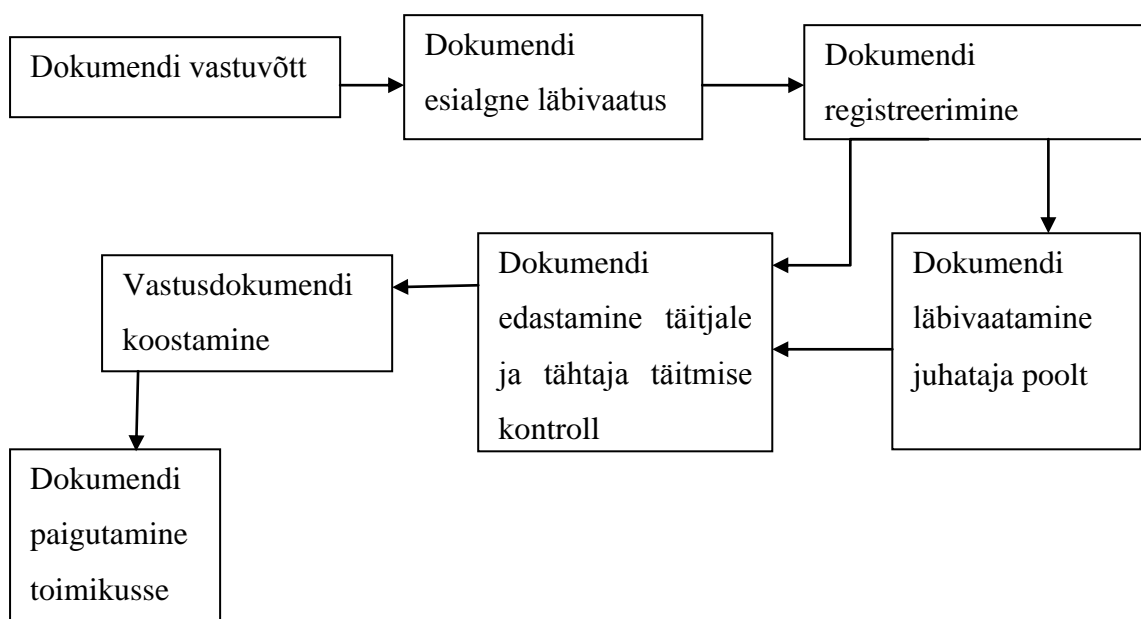 Dokumendi vastuvõtt
Dokumendi
esialgne läbivaatus
Dokumendi
registreerimine
Dokumendi
läbivaatamine
juhataja poolt
Dokumendi
edastamine täitjale
ja tähtaja täitmise
kontroll
Vastusdokumendi
koostamine
Dokumendi
paigutamine
toimikusse